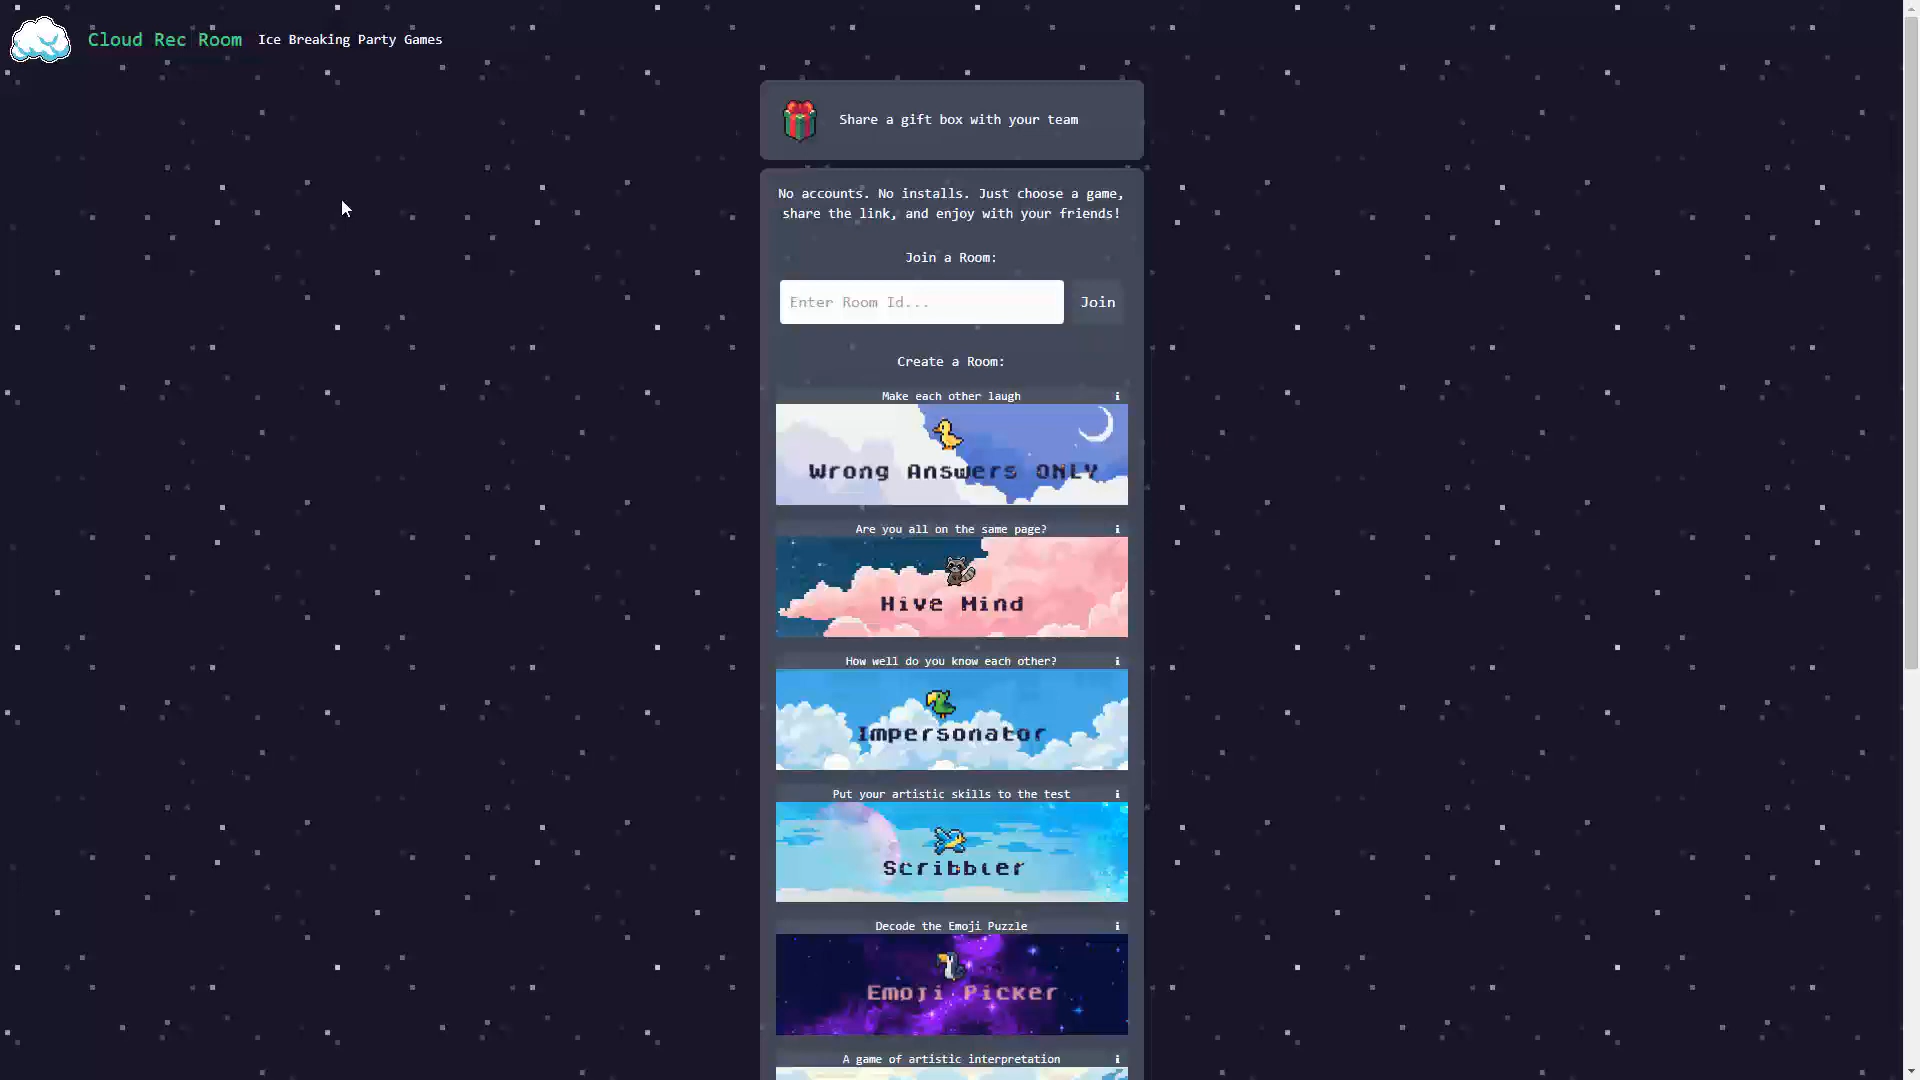 Cloud Rec Room Ice Breaking Party Games
Share a gift box with your team
No accounts. No installs. Just choose a game,
share the link, and enjoy with your friends!
Join a Room:
Enter Room Id... Join
Create a Room:
Make each other laugh
Wrong Answers ONLY
Are you all on the same page?
Hive Mind
How well do you know each other?
Impersonator
Put your artistic skills to the test
Scribbler
Decode the Emoji Puzzle
Emoji Picker
A game of artistic interpretation